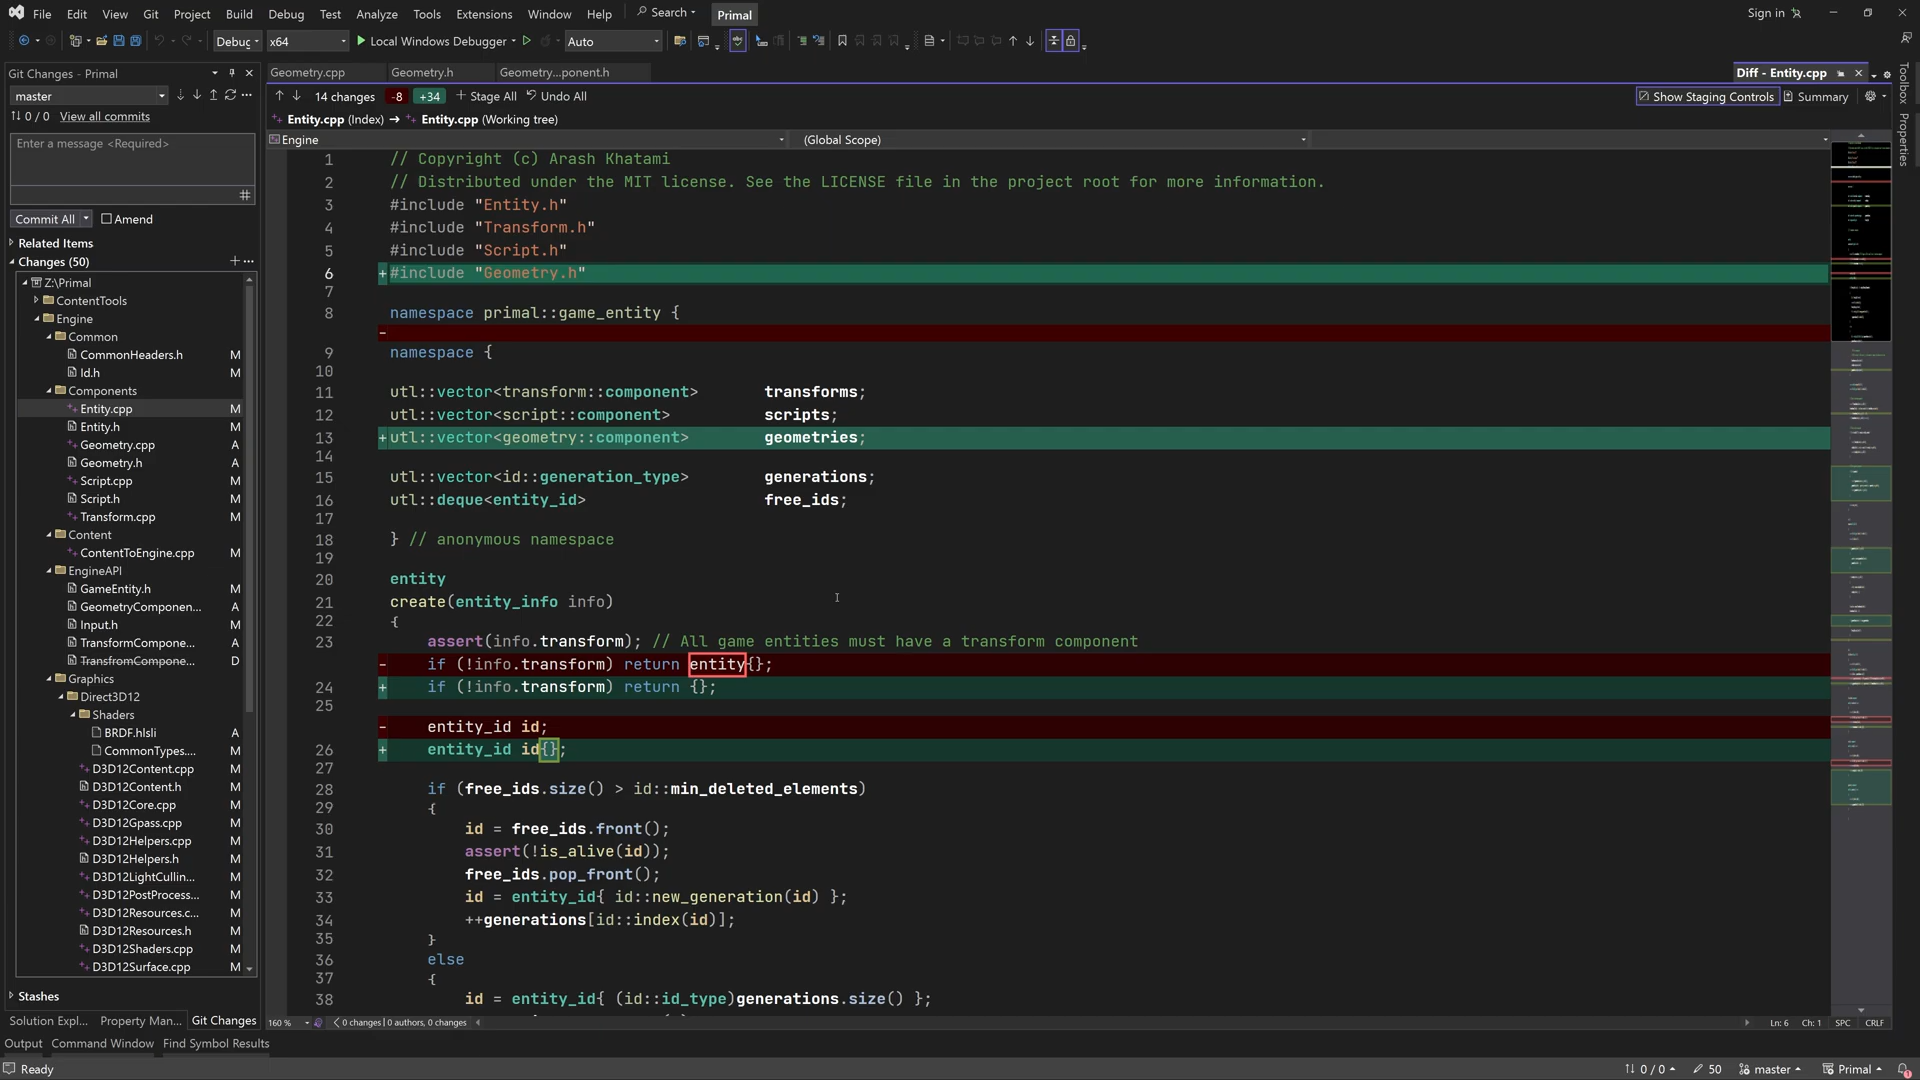 File Edit View Git Project Build Debug Test Analyze Tools Extensions Window Help Search Primal Sign in
Debug x64 Local Windows Debugger Auto
Git Changes - Primal
Geometry.cpp Geometry.h Geometry...ponent.h Diff - Entity.cpp
master
14 changes -8 +34 Stage All Undo All Show Staging Controls Summary
0 / 0 View all commits
Entity.cpp (Index) → Entity.cpp (Working tree)
Engine (Global Scope)
Enter a message <Required>
Commit All Amend
Related Items
Changes (50)
Z:\Primal
ContentTools
Engine
Common
CommonHeaders.h M
Id.h M
Components
Entity.cpp M
Entity.h M
Geometry.cpp A
Geometry.h A
Script.cpp M
Script.h M
Transform.cpp M
Content
ContentToEngine.cpp M
EngineAPI
GameEntity.h M
GeometryComponen... A
Input.h M
TransformCompone... A
TransfromCompone... D
Graphics
Direct3D12
Shaders
BRDF.hlsli A
CommonTypes.... M
D3D12Content.cpp M
D3D12Content.h M
D3D12Core.cpp M
D3D12Gpass.cpp M
D3D12Helpers.cpp M
D3D12Helpers.h M
D3D12LightCullin... M
D3D12PostProcess... M
D3D12Resources.c... M
D3D12Resources.h M
D3D12Shaders.cpp M
D3D12Surface.cpp M
Stashes
Solution Expl... Property Man... Git Changes
1 // Copyright (c) Arash Khatami
2 // Distributed under the MIT license. See the LICENSE file in the project root for more information.
3 #include "Entity.h"
4 #include "Transform.h"
5 #include "Script.h"
6 +#include "Geometry.h"
7
8 namespace primal::game_entity {
-
9 namespace {
10
11 utl::vector<transform::component> transforms;
12 utl::vector<script::component> scripts;
13 +utl::vector<geometry::component> geometries;
14
15 utl::vector<id::generation_type> generations;
16 utl::deque<entity_id> free_ids;
17
18 } // anonymous namespace
19
20 entity
21 create(entity_info info)
22 {
23 assert(info.transform); // All game entities must have a transform component
- if (!info.transform) return entity{};
24 + if (!info.transform) return {};
25
- entity_id id;
26 + entity_id id{};
27
28 if (free_ids.size() > id::min_deleted_elements)
29 {
30 id = free_ids.front();
31 assert(!is_alive(id));
32 free_ids.pop_front();
33 id = entity_id{ id::new_generation(id) };
34 ++generations[id::index(id)];
35 }
36 else
37 {
38 id = entity_id{ (id::id_type)generations.size() };
160 % 0 changes | 0 authors, 0 changes Ln: 6 Ch: 1 SPC CRLF
Toolbox
Properties
Output Command Window Find Symbol Results
Ready 0 / 0 50 master Primal